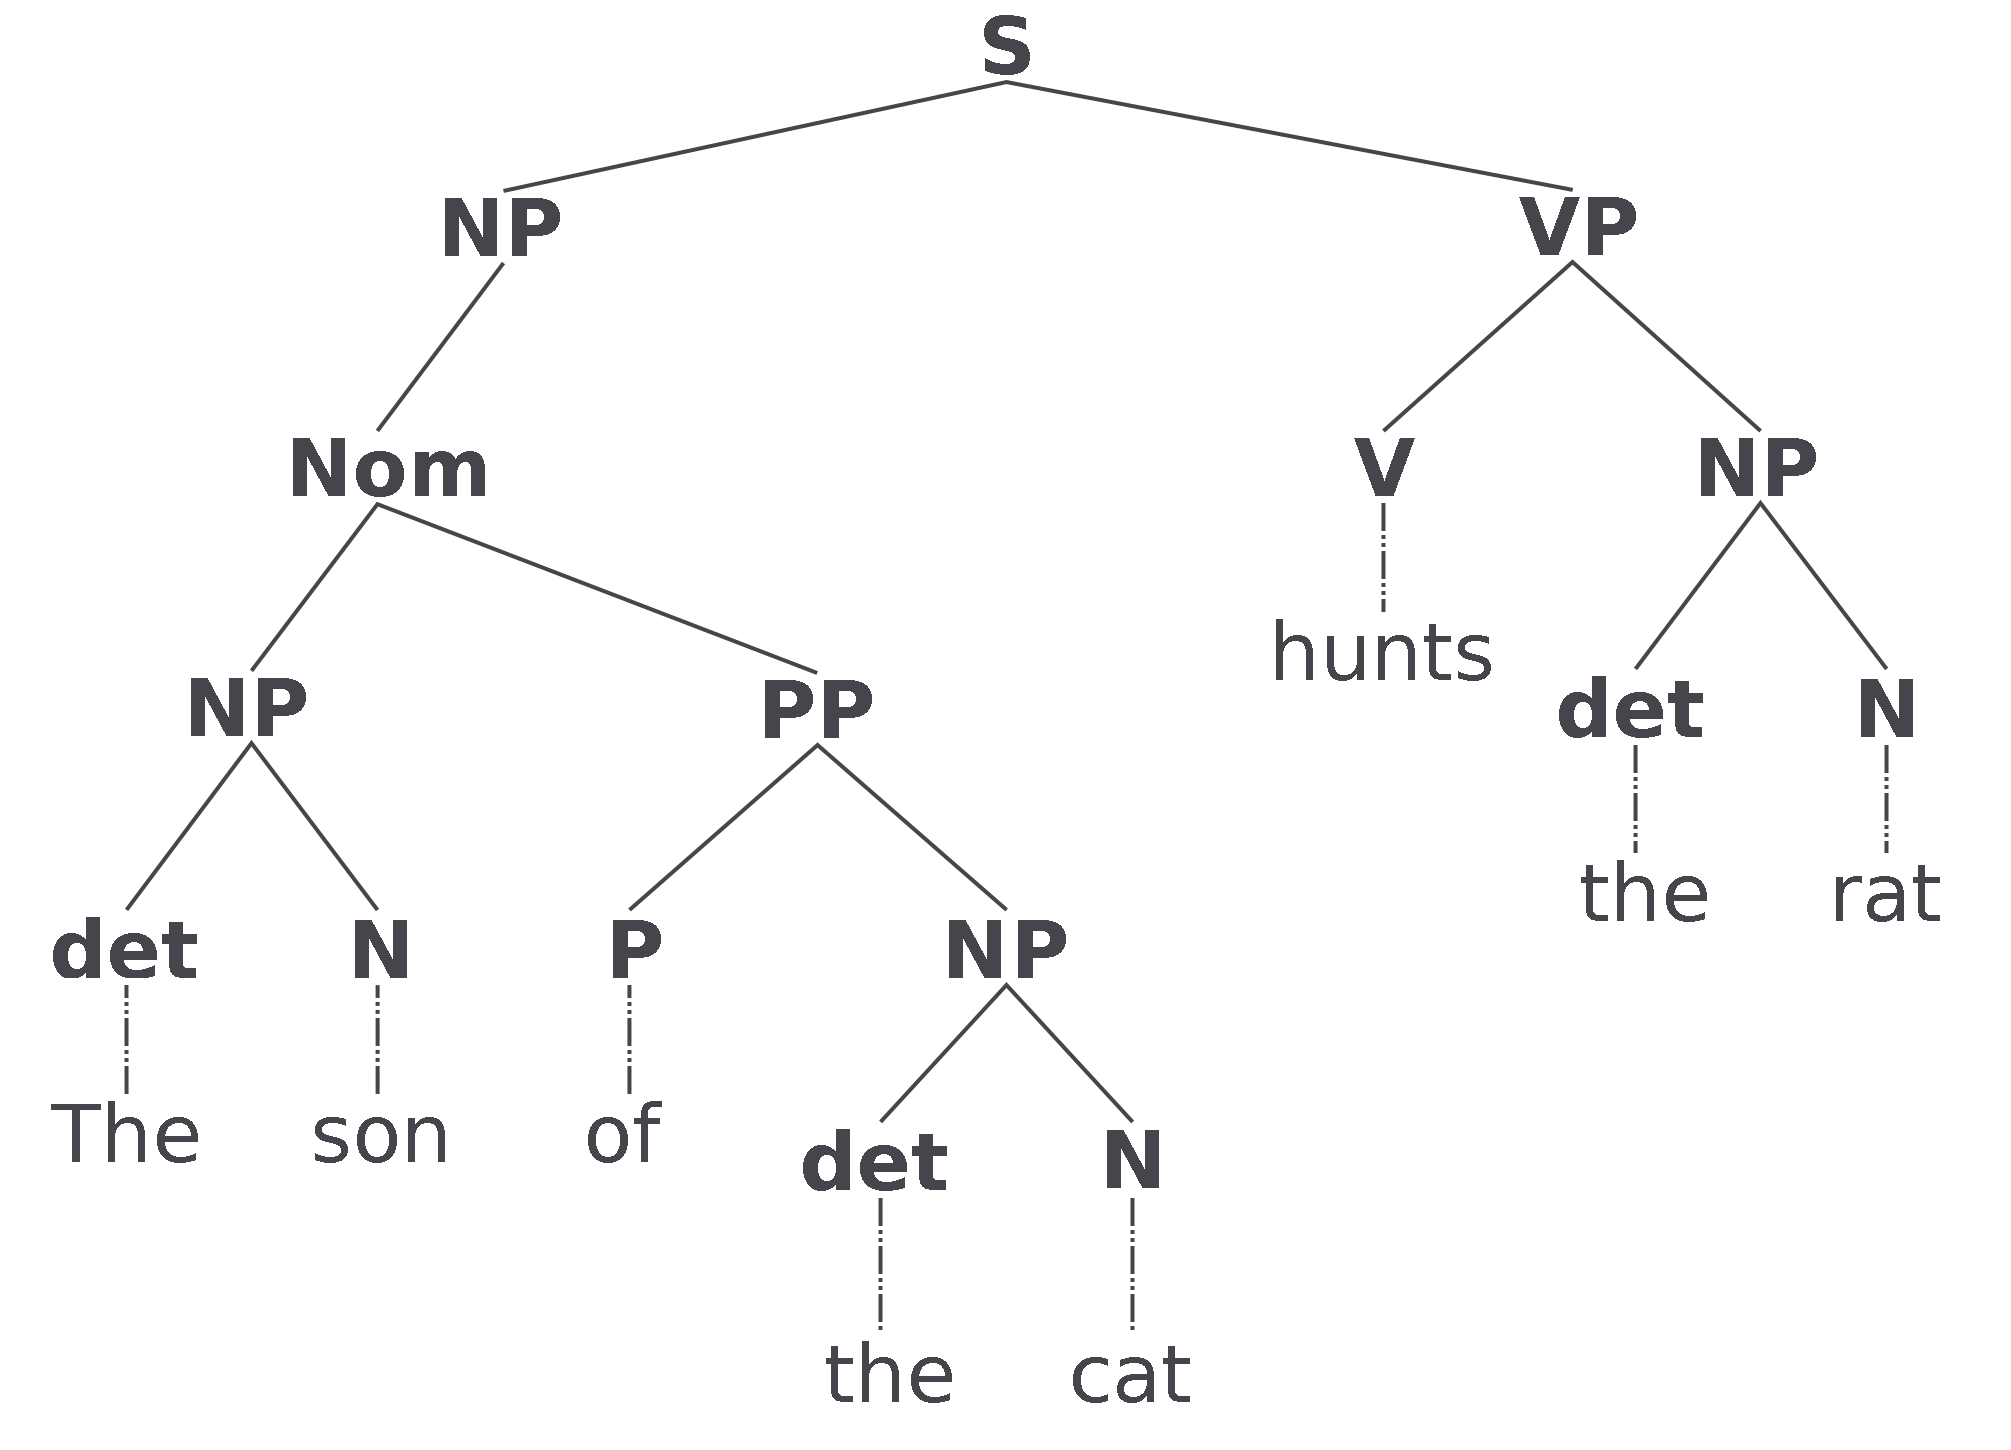 S
NP VP
Nom V NP
hunts
NP PP det N
the rat
det N P NP
The son of
det N
the cat